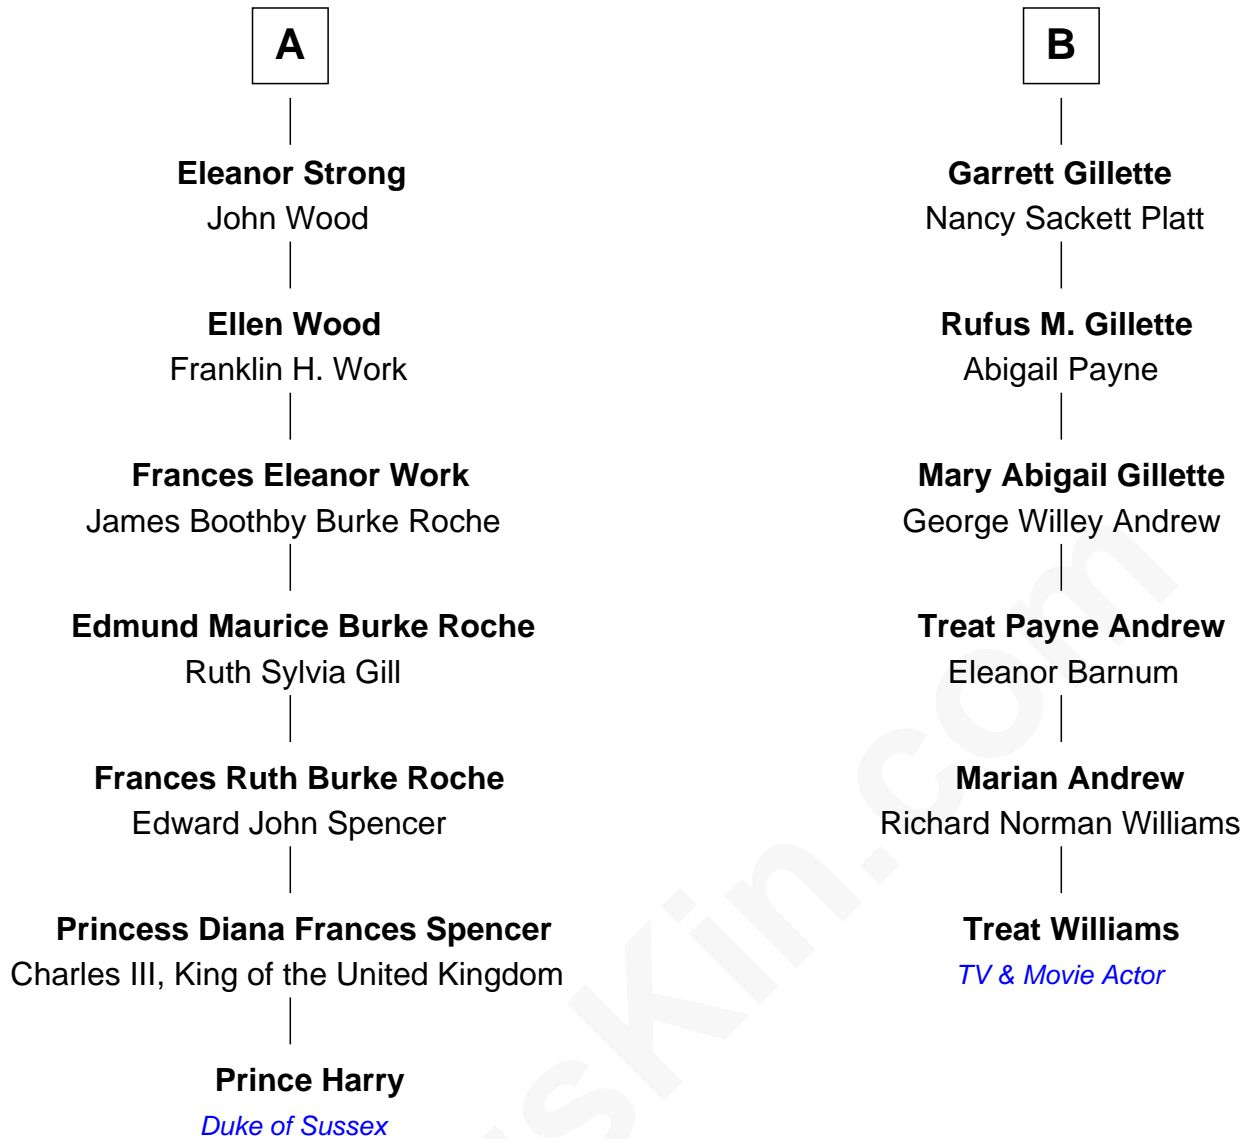 A
Eleanor Strong
John Wood
Ellen Wood
Franklin H. Work
Frances Eleanor Work
James Boothby Burke Roche
Edmund Maurice Burke Roche
Ruth Sylvia Gill
Frances Ruth Burke Roche
Edward John Spencer
Princess Diana Frances Spencer
Charles III, King of the United Kingdom
Prince Harry
Duke of Sussex
B
Garrett Gillette
Nancy Sackett Platt
Rufus M. Gillette
Abigail Payne
Mary Abigail Gillette
George Willey Andrew
Treat Payne Andrew
Eleanor Barnum
Marian Andrew
Richard Norman Williams
Treat Williams
TV & Movie Actor
usKin.com